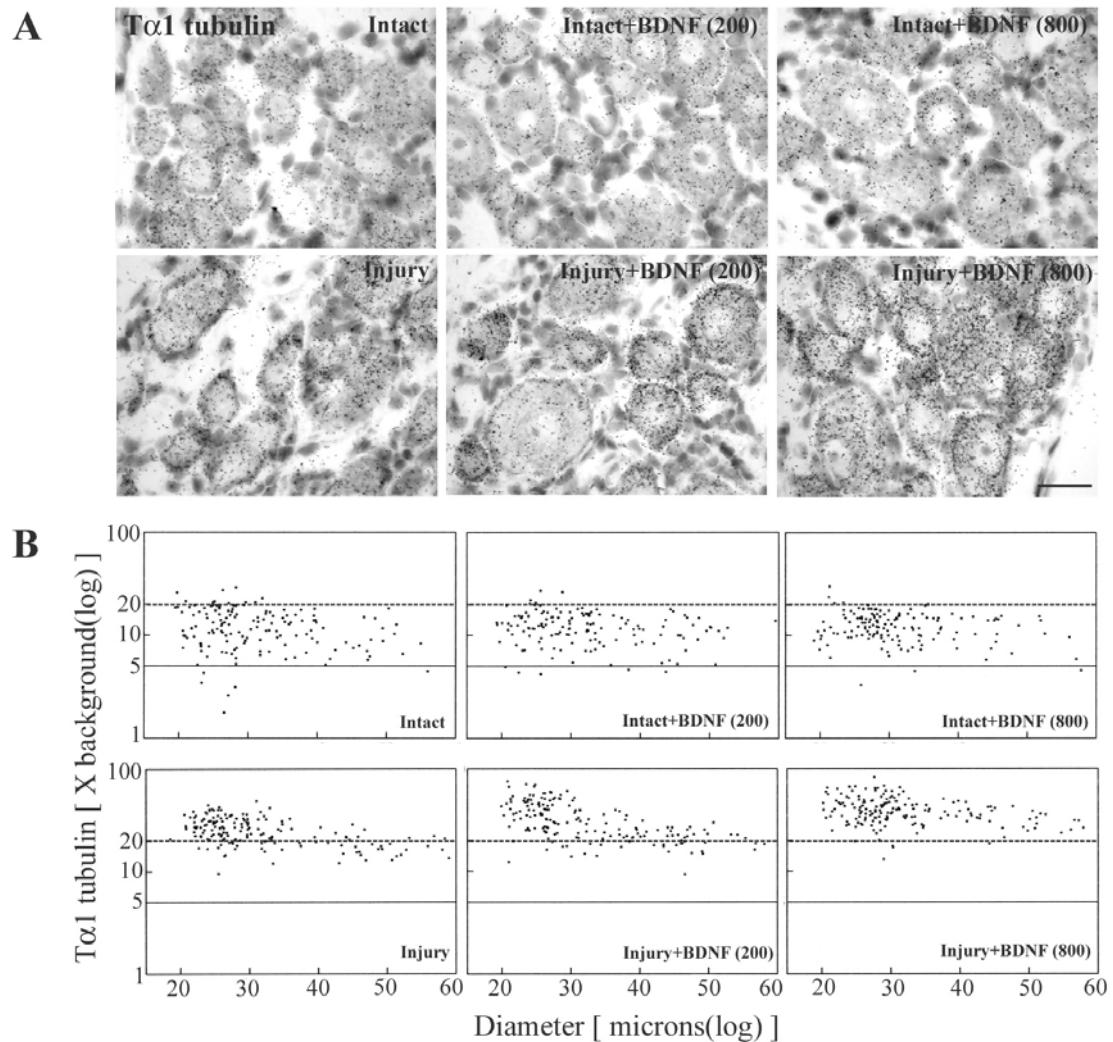 A
Tα1 tubulin
Intact
Intact+BDNF (200)
Intact+BDNF (800)
Injury
Injury+BDNF (200)
Injury+BDNF (800)
B
Tα1 tubulin [ X background(log) ]
100
20
10
5
1
Intact
Intact+BDNF (200)
Intact+BDNF (800)
100
20
10
5
1
Injury
Injury+BDNF (200)
Injury+BDNF (800)
20 30 40 50 60
20 30 40 50 60
20 30 40 50 60
Diameter [ microns(log) ]